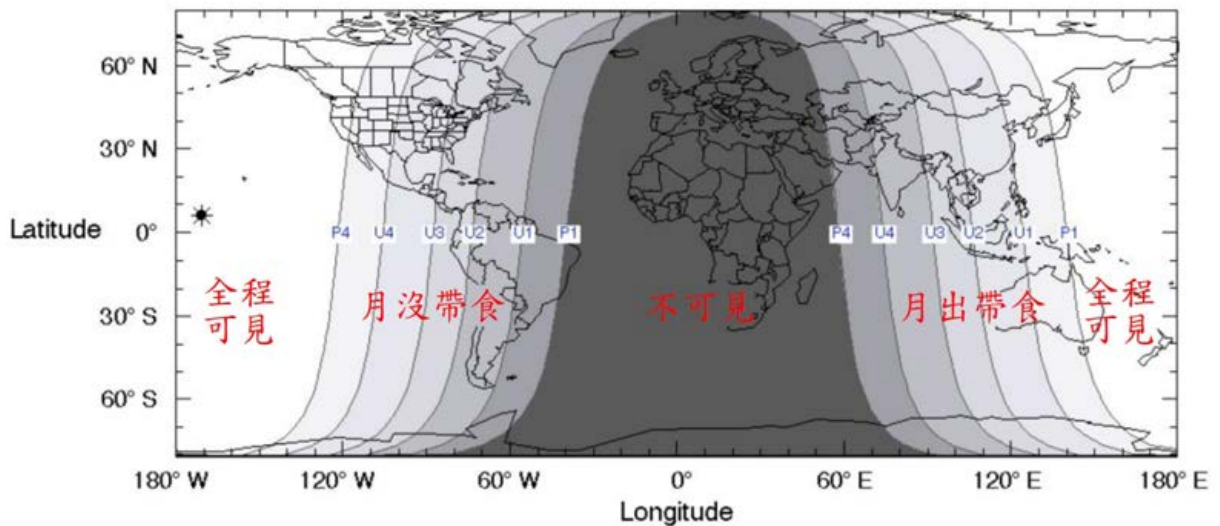 60° N
30° N
Latitude
0°
P4 U4 U3 U2 U1 P1 P4 U4 U3 U2 U1 P1
全程
可見
月沒帶食
不可見
月出帶食
全程
可見
30° S
60° S
180° W 120° W 60° W 0° 60° E 120° E 180° E
Longitude